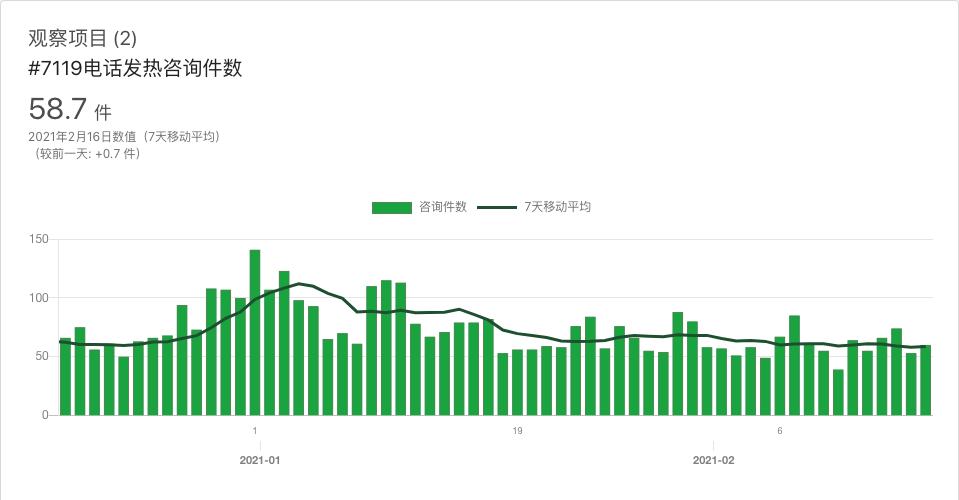 观察项目 (2)
#7119电话发热咨询件数
58.7 件
2021年2月16日数值（7天移动平均）
（较前一天: +0.7 件）
咨询件数 7天移动平均
150
100
50
0
1 19 6
2021-01 2021-02